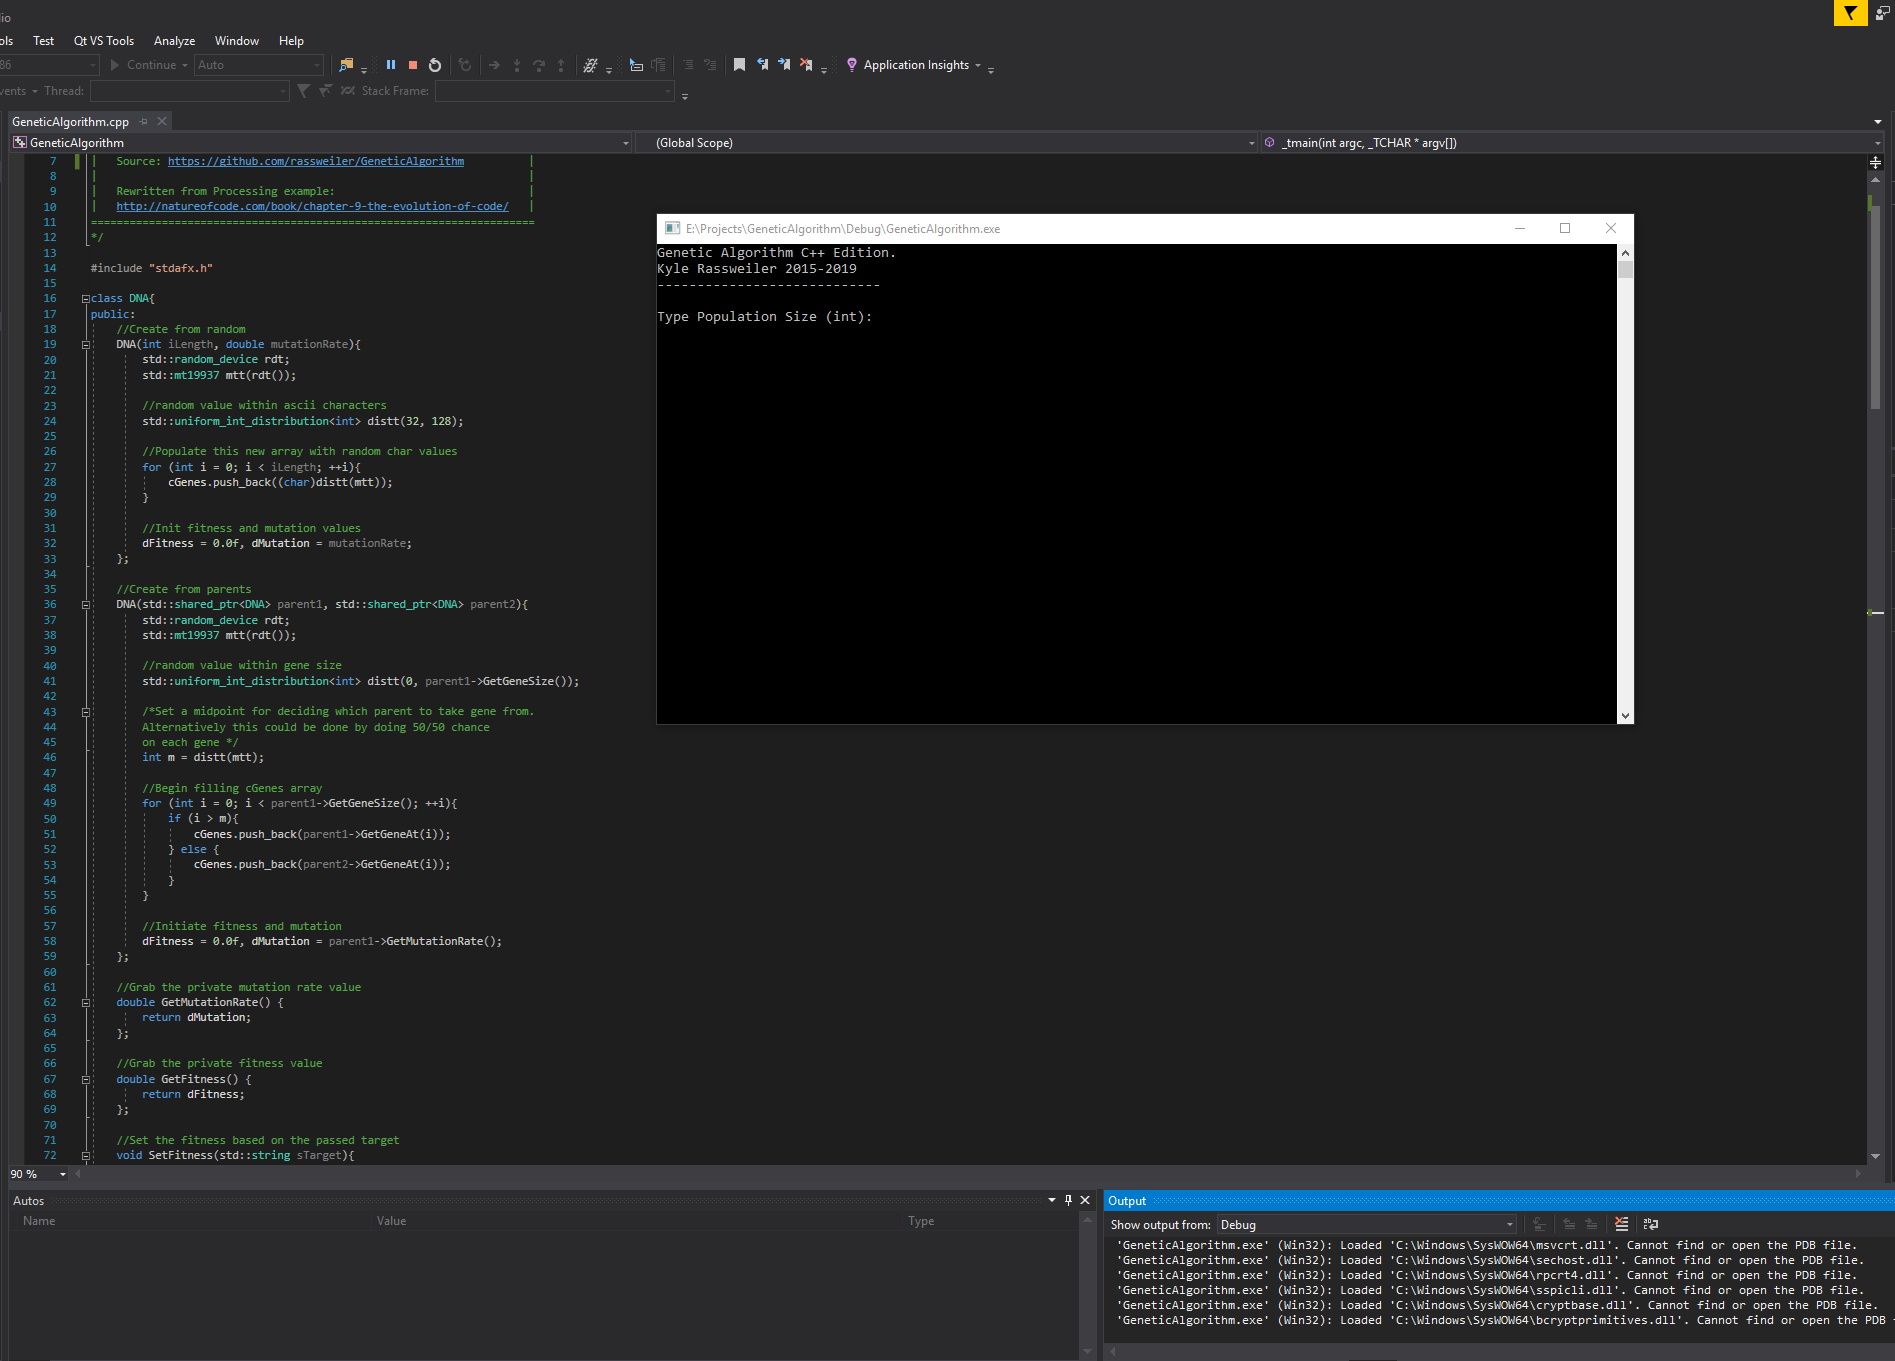 dio
ols Test Qt VS Tools Analyze Window Help
86 Continue Auto Application Insights
vents Thread: Stack Frame:
GeneticAlgorithm.cpp
GeneticAlgorithm (Global Scope) _tmain(int argc, _TCHAR * argv[])
7 | Source: https://github.com/rassweiler/GeneticAlgorithm |
8 | |
9 | Rewritten from Processing example: |
10 | http://natureofcode.com/book/chapter-9-the-evolution-of-code/ |
11 =====================================================================
12 */
13
14 #include "stdafx.h"
15
16 class DNA{
17 public:
18 //Create from random
19 DNA(int iLength, double mutationRate){
20 std::random_device rdt;
21 std::mt19937 mtt(rdt());
22
23 //random value within ascii characters
24 std::uniform_int_distribution<int> distt(32, 128);
25
26 //Populate this new array with random char values
27 for (int i = 0; i < iLength; ++i){
28 cGenes.push_back((char)distt(mtt));
29 }
30
31 //Init fitness and mutation values
32 dFitness = 0.0f, dMutation = mutationRate;
33 };
34
35 //Create from parents
36 DNA(std::shared_ptr<DNA> parent1, std::shared_ptr<DNA> parent2){
37 std::random_device rdt;
38 std::mt19937 mtt(rdt());
39
40 //random value within gene size
41 std::uniform_int_distribution<int> distt(0, parent1->GetGeneSize());
42
43 /*Set a midpoint for deciding which parent to take gene from.
44 Alternatively this could be done by doing 50/50 chance
45 on each gene */
46 int m = distt(mtt);
47
48 //Begin filling cGenes array
49 for (int i = 0; i < parent1->GetGeneSize(); ++i){
50 if (i > m){
51 cGenes.push_back(parent1->GetGeneAt(i));
52 } else {
53 cGenes.push_back(parent2->GetGeneAt(i));
54 }
55 }
56
57 //Initiate fitness and mutation
58 dFitness = 0.0f, dMutation = parent1->GetMutationRate();
59 };
60
61 //Grab the private mutation rate value
62 double GetMutationRate() {
63 return dMutation;
64 };
65
66 //Grab the private fitness value
67 double GetFitness() {
68 return dFitness;
69 };
70
71 //Set the fitness based on the passed target
72 void SetFitness(std::string sTarget){
90 %
E:\Projects\GeneticAlgorithm\Debug\GeneticAlgorithm.exe
Genetic Algorithm C++ Edition.
Kyle Rassweiler 2015-2019
----------------------------
Type Population Size (int):
Autos
Name Value Type
Output
Show output from: Debug
'GeneticAlgorithm.exe' (Win32): Loaded 'C:\Windows\SysWOW64\msvcrt.dll'. Cannot find or open the PDB file.
'GeneticAlgorithm.exe' (Win32): Loaded 'C:\Windows\SysWOW64\sechost.dll'. Cannot find or open the PDB file.
'GeneticAlgorithm.exe' (Win32): Loaded 'C:\Windows\SysWOW64\rpcrt4.dll'. Cannot find or open the PDB file.
'GeneticAlgorithm.exe' (Win32): Loaded 'C:\Windows\SysWOW64\sspicli.dll'. Cannot find or open the PDB file.
'GeneticAlgorithm.exe' (Win32): Loaded 'C:\Windows\SysWOW64\cryptbase.dll'. Cannot find or open the PDB file.
'GeneticAlgorithm.exe' (Win32): Loaded 'C:\Windows\SysWOW64\bcryptprimitives.dll'. Cannot find or open the PDB